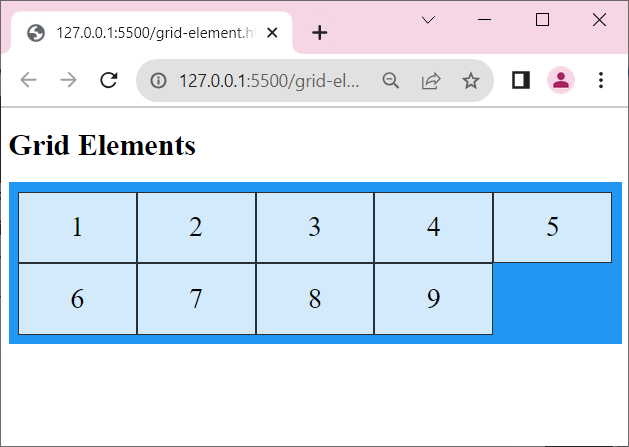 127.0.0.1:5500/grid-element.h
127.0.0.1:5500/grid-el...
Grid Elements
1 2 3 4 5
6 7 8 9